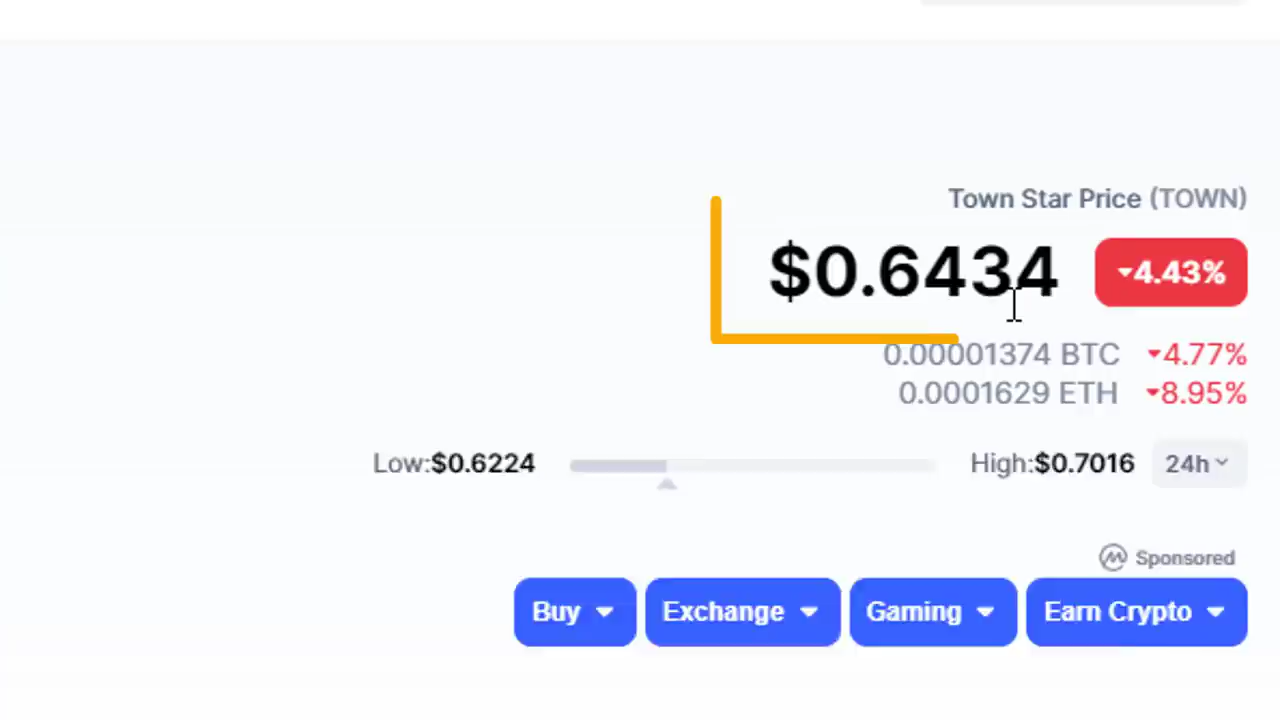 Town Star Price (TOWN)
$0.6434 4.43%
0.00001374 BTC 4.77%
0.0001629 ETH 8.95%
Low:$0.6224 High:$0.7016 24h
Sponsored
Buy Exchange Gaming Earn Crypto